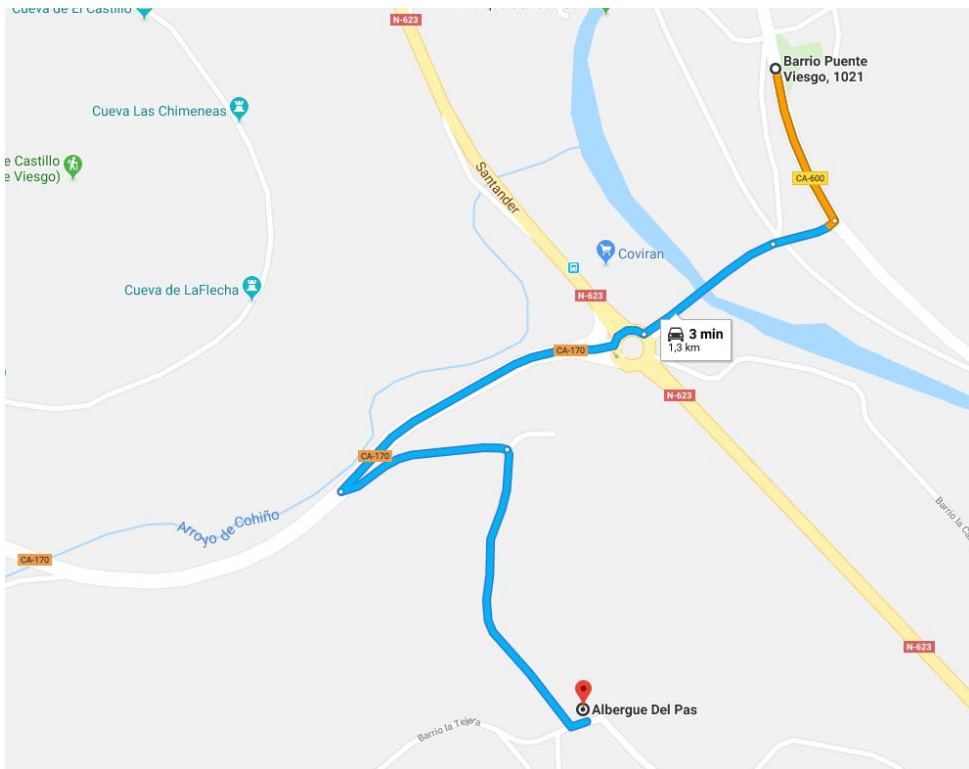 Cueva de El Castillo
N-623
Barrio Puente
Viesgo, 1021
Cueva Las Chimeneas
e Castillo
e Viesgo)
Santander
CA-600
Coviran
Cueva de LaFlecha
N-623
3 min
1,3 km
CA-170
N-623
CA-170
Arroyo de Cohiño
CA-170
N-623
Albergue Del Pas
Barrio la Tejera
Barrio la Ca